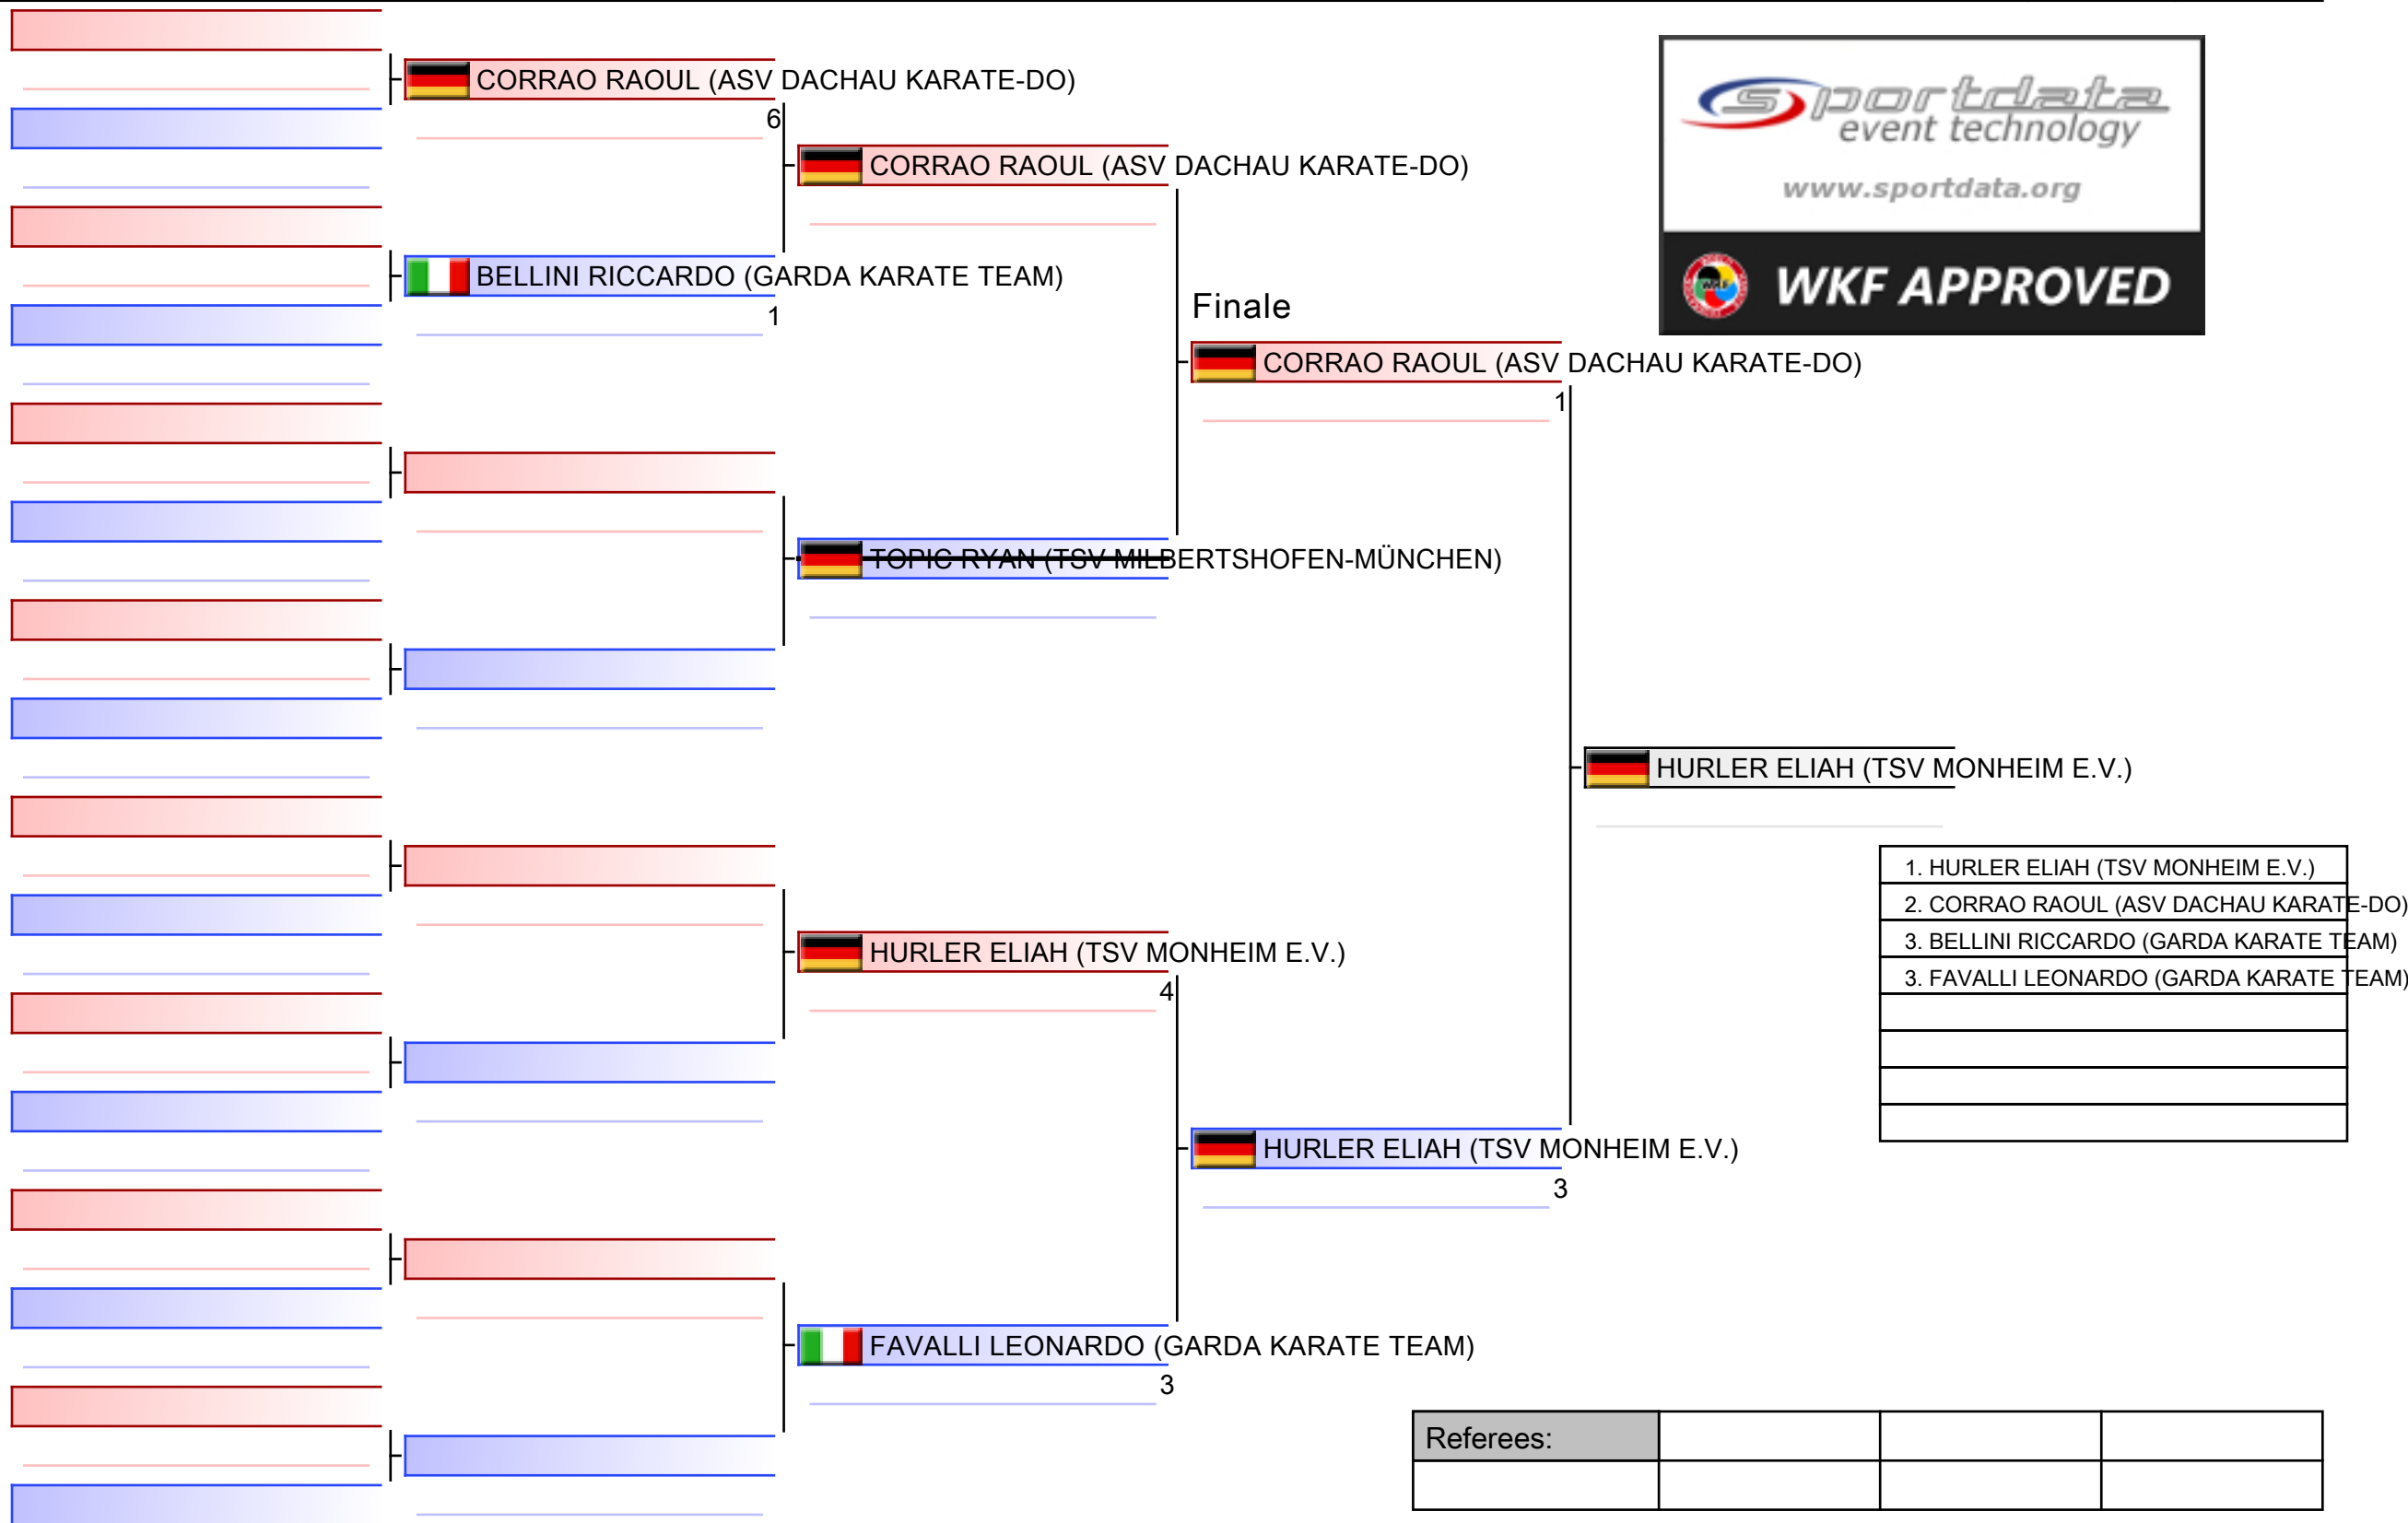 CORRAO RAOUL (ASV DACHAU KARATE-DO)
6
BELLINI RICCARDO (GARDA KARATE TEAM)
1
CORRAO RAOUL (ASV DACHAU KARATE-DO)
TOPIC RYAN (TSV MILBERTSHOFEN-MÜNCHEN)
HURLER ELIAH (TSV MONHEIM E.V.)
4
FAVALLI LEONARDO (GARDA KARATE TEAM)
3
Finale
CORRAO RAOUL (ASV DACHAU KARATE-DO)
1
HURLER ELIAH (TSV MONHEIM E.V.)
3
HURLER ELIAH (TSV MONHEIM E.V.)
sportdata
event technology
www.sportdata.org
WKF
WKF APPROVED
1. HURLER ELIAH (TSV MONHEIM E.V.)
2. CORRAO RAOUL (ASV DACHAU KARATE-DO)
3. BELLINI RICCARDO (GARDA KARATE TEAM)
3. FAVALLI LEONARDO (GARDA KARATE TEAM)
Referees: